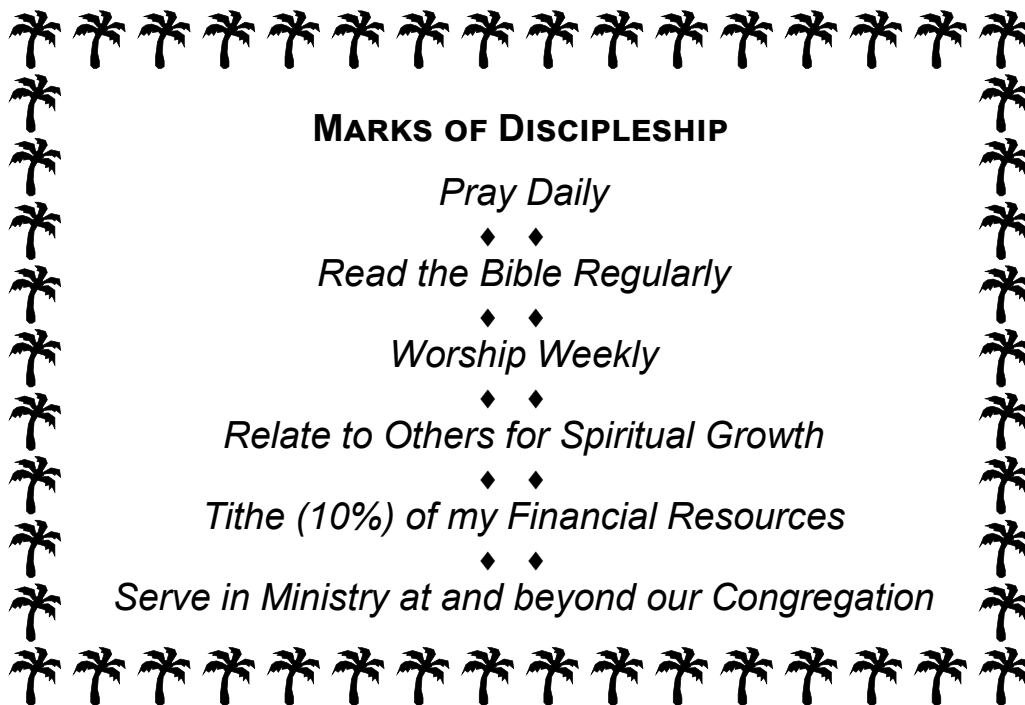 MARKS OF DISCIPLESHIP
Pray Daily
♦ ♦
Read the Bible Regularly
♦ ♦
Worship Weekly
♦ ♦
Relate to Others for Spiritual Growth
♦ ♦
Tithe (10%) of my Financial Resources
♦ ♦
Serve in Ministry at and beyond our Congregation